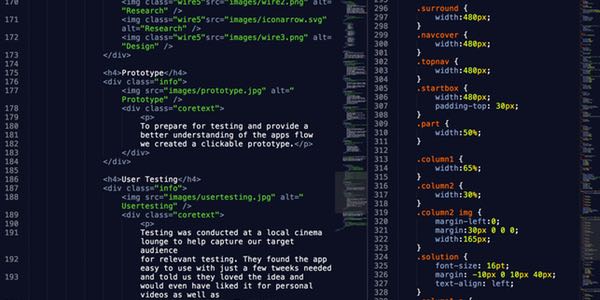 170 <img class="wire5"src="images/wire2.png" alt=
"Research" />
171 <img class="wire5"src="images/iconarrow.svg"
alt="Research" />
172 <img class="wire5"src="images/wire3.png" alt=
"Design" />
173 </div>
174
175 <h4>Prototype</h4>
176 <div class="info">
177 <img src="images/prototype.jpg" alt="
Prototype" />
178 <div class="coretext">
179 <p>
180 To prepare for testing and provide a
181 better understanding of the apps flow
182 we created a clickable prototype.</p>
183 </div>
184 </div>
185
186 <h4>User Testing</h4>
187 <div class="info">
188 <img src="images/usertesting.jpg" alt="
Usertesting" />
189 <div class="coretext">
190 <p>
191 Testing was conducted at a local cinema
lounge to help capture our target
audience
192 for relevant testing. They found the app
easy to use with just a few tweeks needed
193 and told us they loved the idea and
would even have liked it for personal
videos as well as
295
296 .surround {
297 width:480px;
298 }
299 .navcover {
300 width:480px;
301 }
302 .topnav {
303 width:480px;
304 }
305 .startbox {
306 width:480px;
307 padding-top: 30px;
308 }
309 .part {
310 width:50%;
311 }
312
313 .column1 {
314 width:65%;
315 }
316 .column2 {
317 width:30%;
318 }
319 .column2 img {
320 margin-left:0;
321 margin:30px 0 0 0;
322 width:165px;
323 }
324 .solution {
325 font-size: 16pt;
326 margin: -10px 0 10px 40px;
327 text-align: left;
328 }